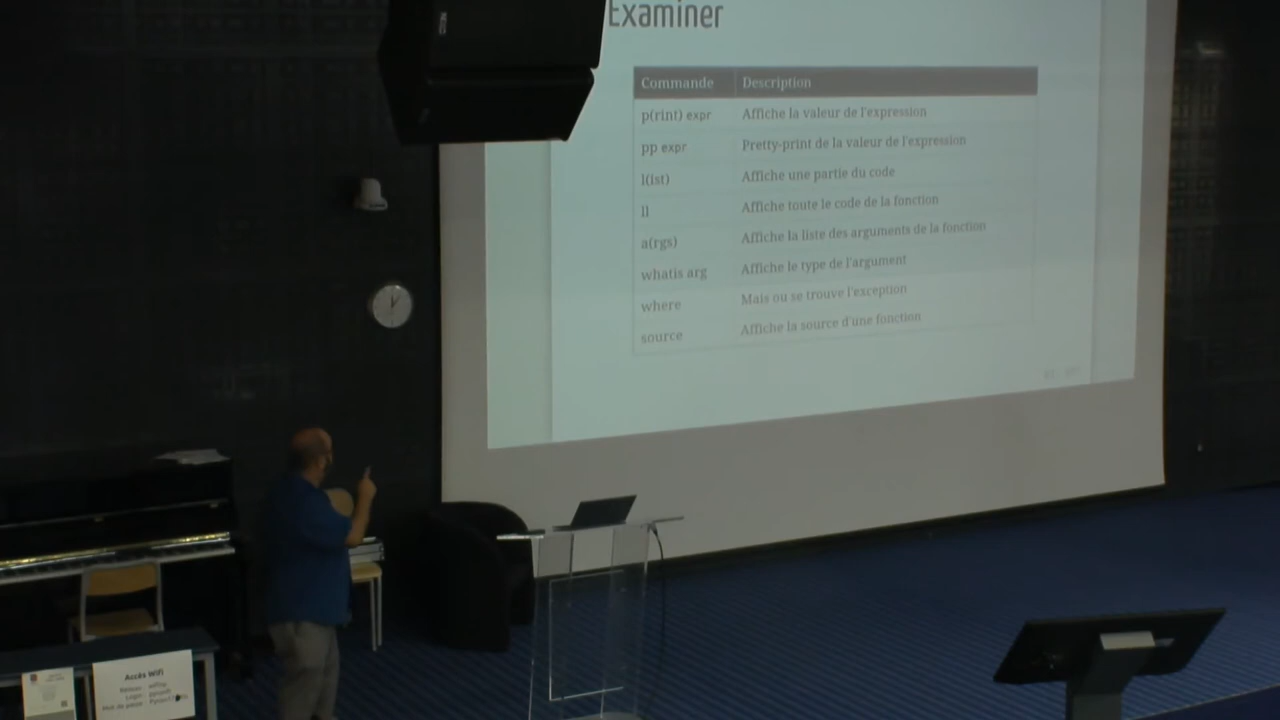 Examiner
Commande Description
p(rint) expr Affiche la valeur de l'expression
pp expr Pretty-print de la valeur de l'expression
l(ist) Affiche une partie du code
ll Affiche toute le code de la fonction
a(rgs) Affiche la liste des arguments de la fonction
whatis arg Affiche le type de l'argument
where Mais ou se trouve l'exception
source Affiche la source d'une fonction
Accès WiFi
Mot de passe